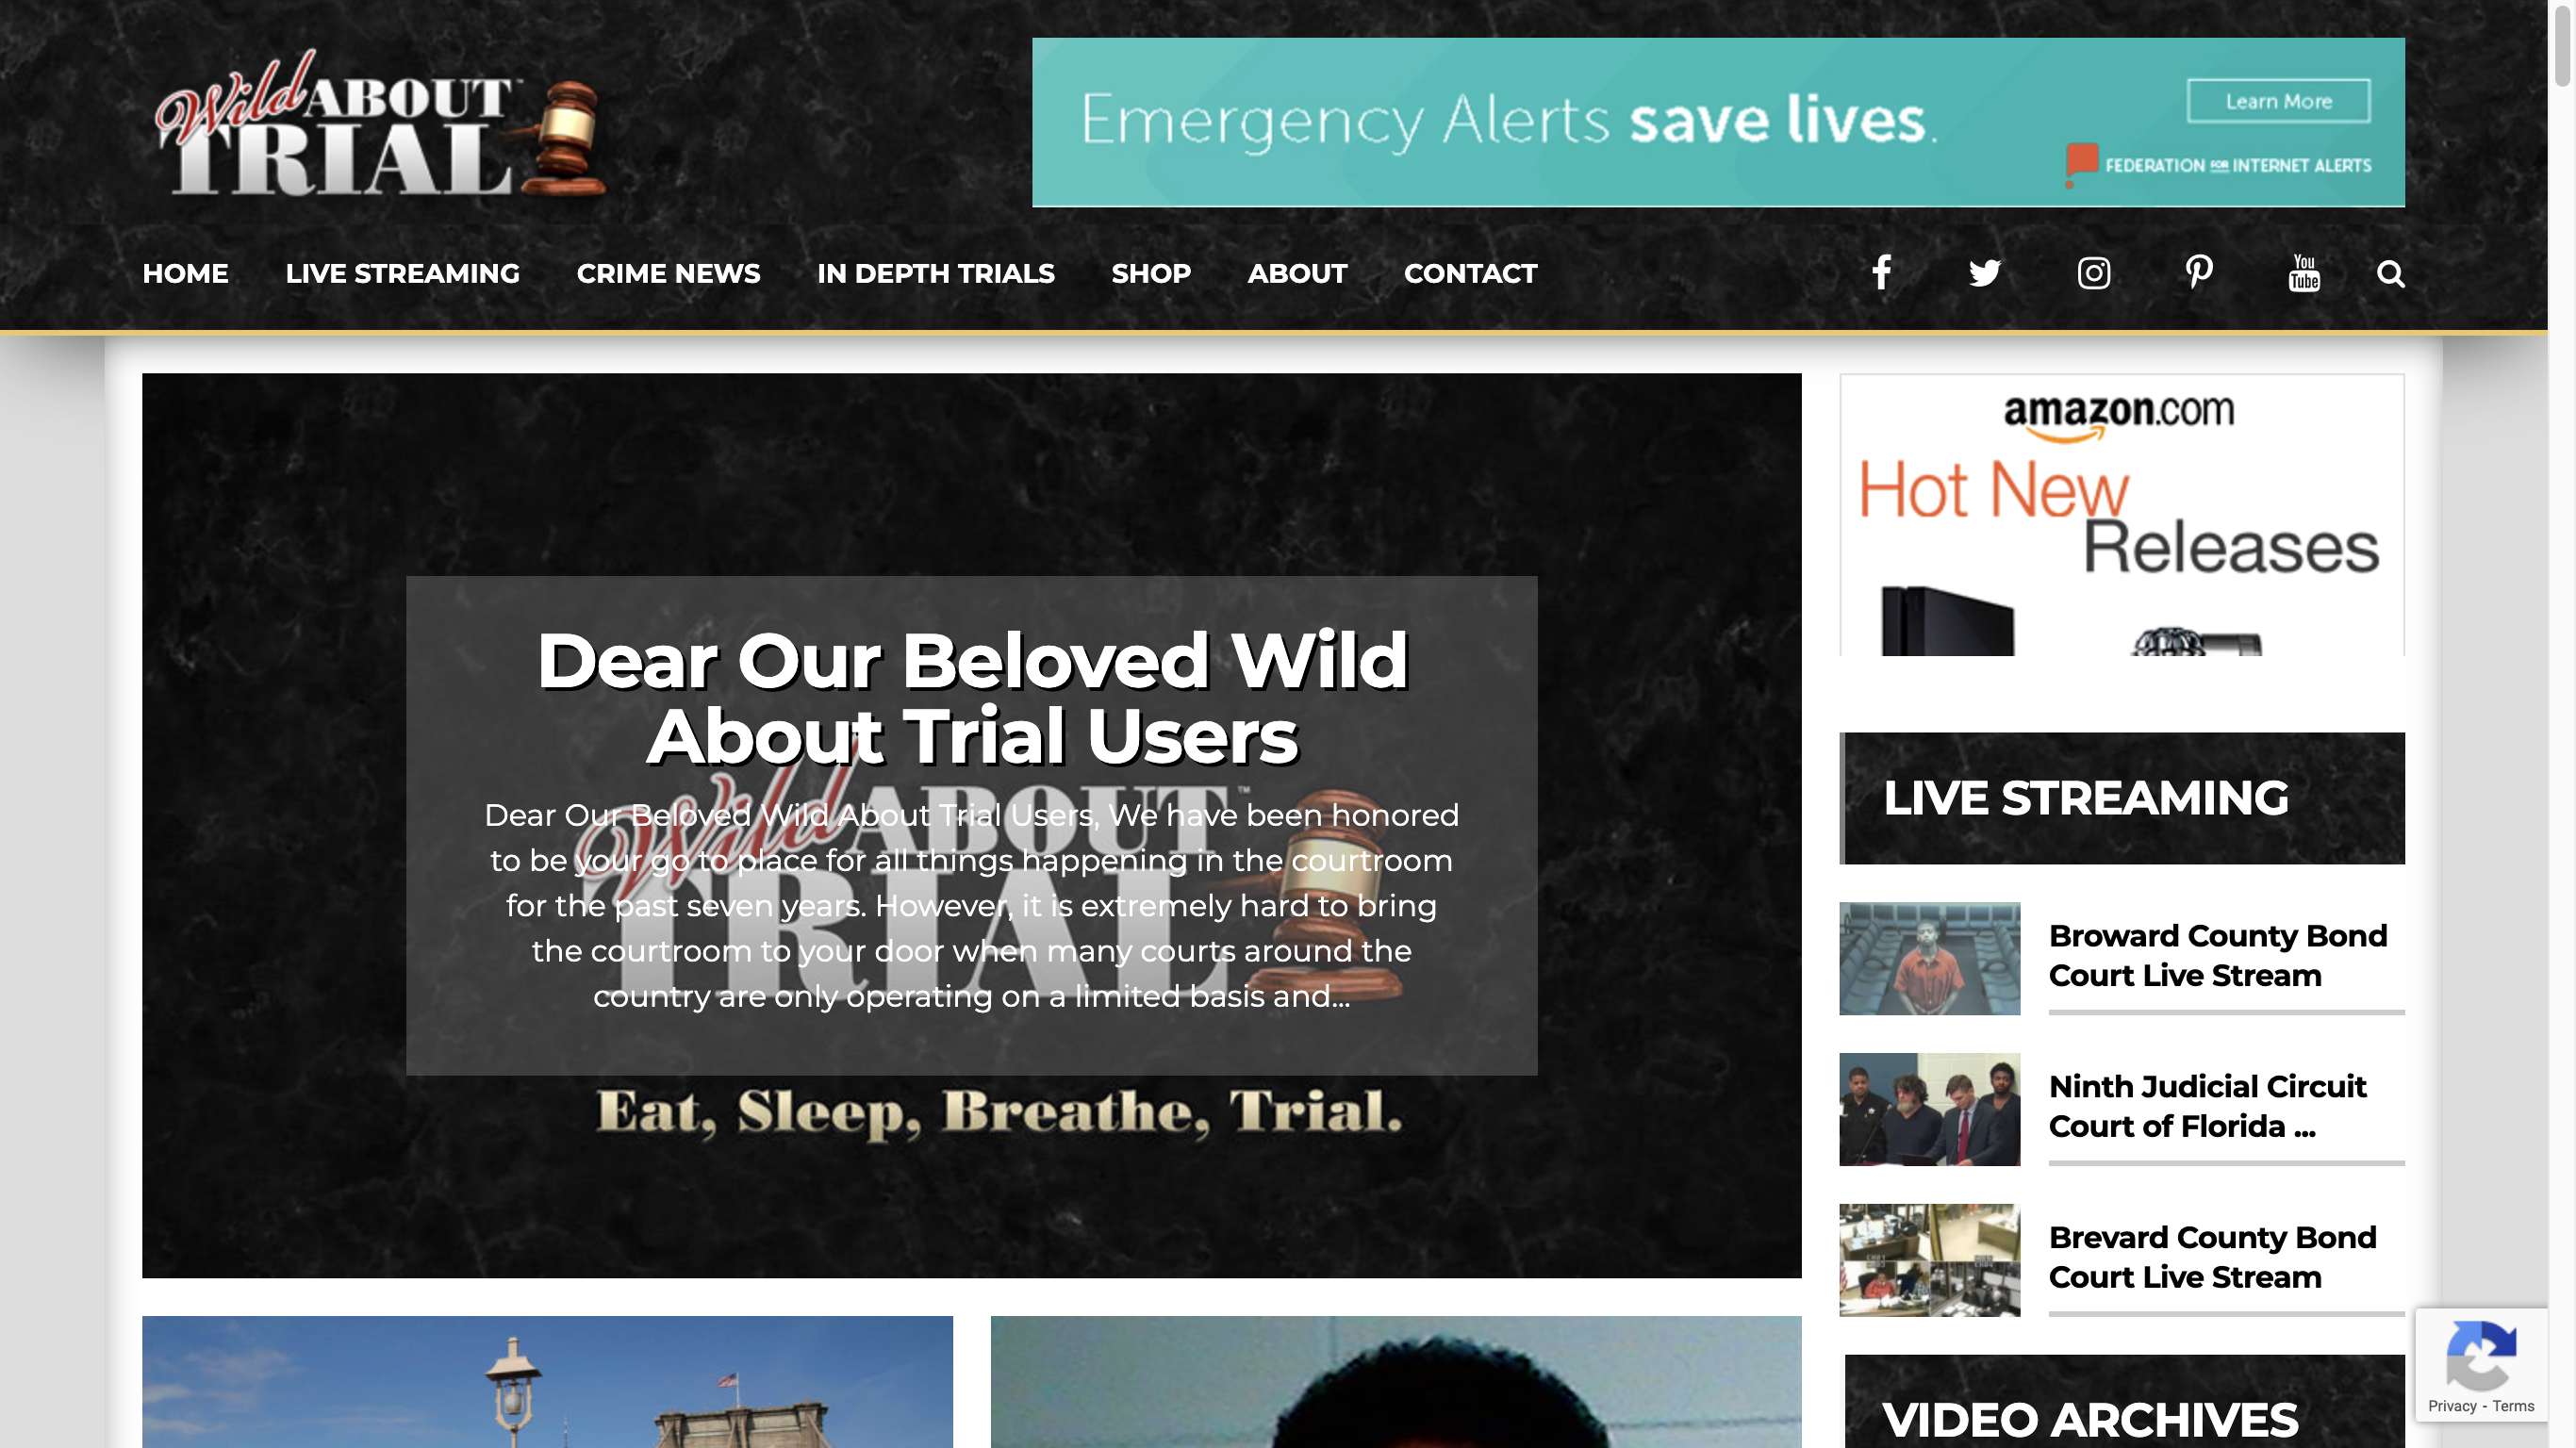 Wild ABOUT
TRIAL
Emergency Alerts save lives.
Learn More
FEDERATION FOR INTERNET ALERTS
HOME
LIVE STREAMING
CRIME NEWS
IN DEPTH TRIALS
SHOP
ABOUT
CONTACT
You
Tube
Dear Our Beloved Wild
About Trial Users
Wild ABOUT™
TRIAL
Dear Our Beloved Wild About Trial Users, We have been honored
to be your go to place for all things happening in the courtroom
for the past seven years. However, it is extremely hard to bring
the courtroom to your door when many courts around the
country are only operating on a limited basis and...
Eat, Sleep, Breathe, Trial.
amazon.com
Hot New
Releases
LIVE STREAMING
Broward County Bond
Court Live Stream
Ninth Judicial Circuit
Court of Florida ...
Brevard County Bond
Court Live Stream
VIDEO ARCHIVES
Privacy - Terms